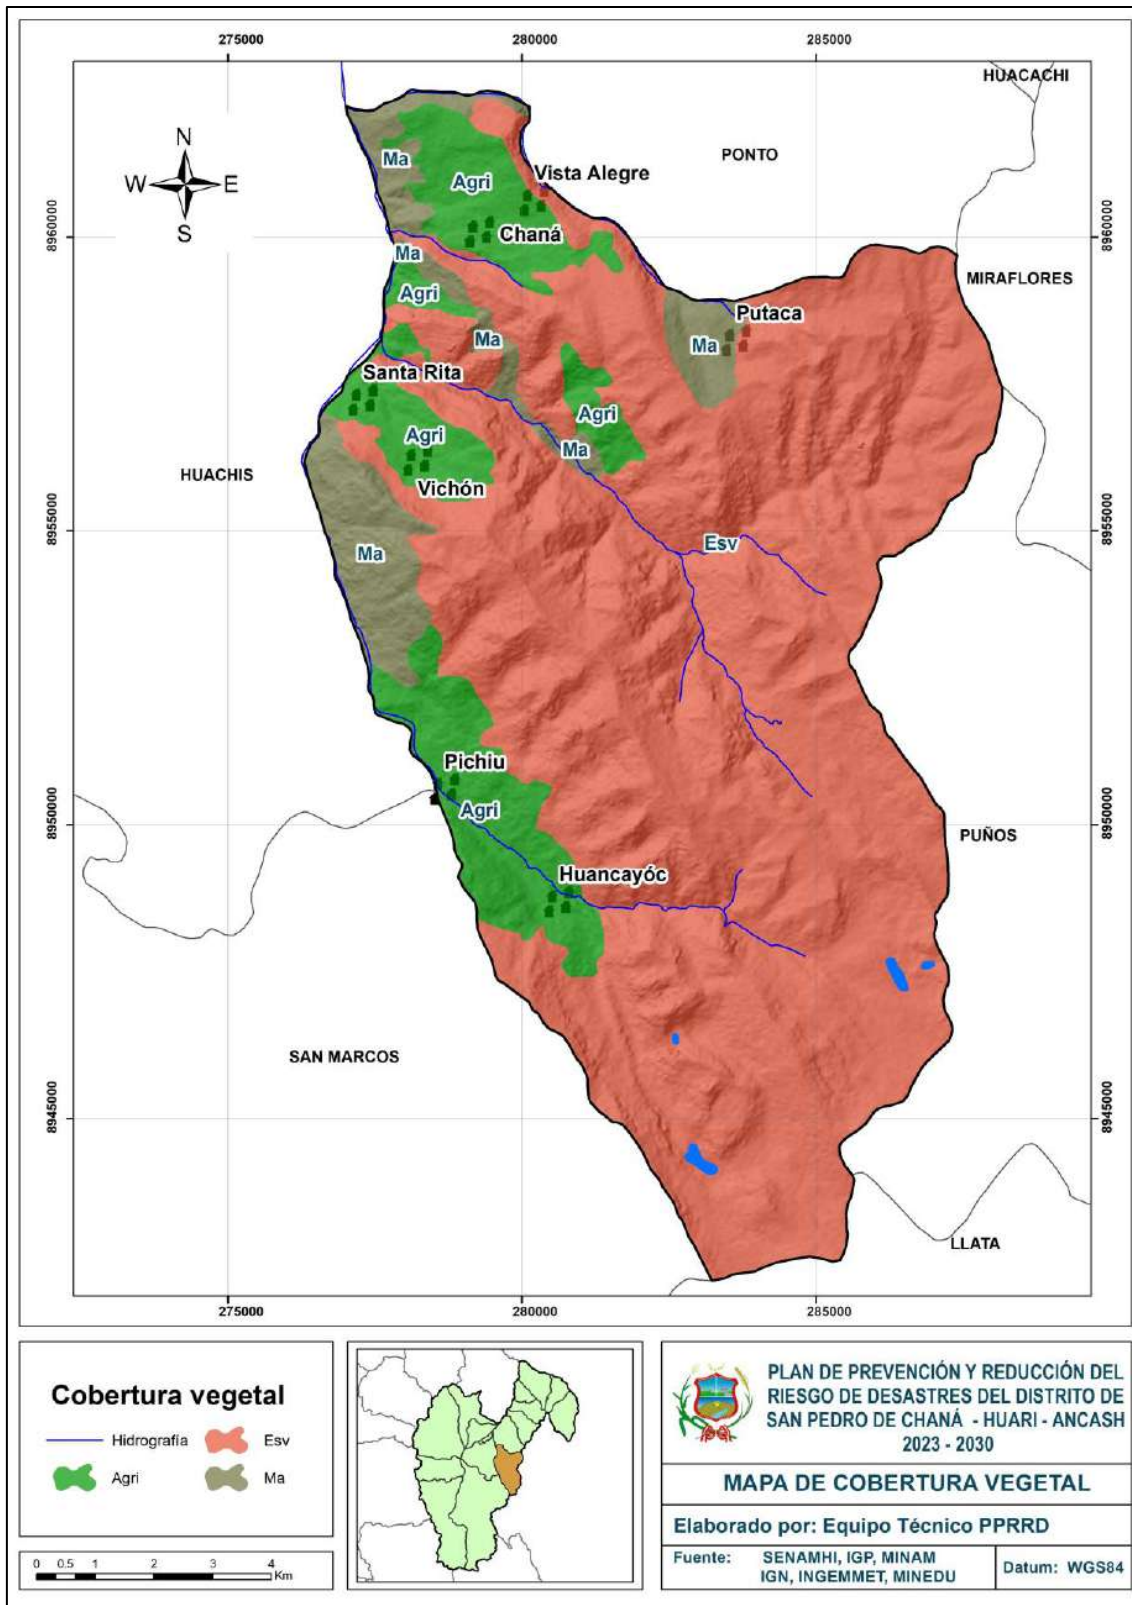 275000
280000
285000
HUACACHI
N
W
E
S
Ma
PONTO
Vista Alegre
Agri
8960000
Chaná
8960000
Ma
MIRAFLORES
Agri
Putaca
Ma
Ma
Santa Rita
Agri
Agri
Ma
HUACHIS
Vichón
8955000
Esv
8955000
Ma
Pichiu
Agri
8950000
PUÑOS
8950000
Huancayóc
SAN MARCOS
8945000
8945000
LLATA
275000
280000
285000
Cobertura vegetal
Hidrografía
Esv
Agri
Ma
0 0.5 1 2 3 4
Km
PLAN DE PREVENCIÓN Y REDUCCIÓN DEL
RIESGO DE DESASTRES DEL DISTRITO DE
SAN PEDRO DE CHANÁ - HUARI - ANCASH
2023 - 2030
MAPA DE COBERTURA VEGETAL
Elaborado por: Equipo Técnico PPRRD
Fuente: SENAMHI, IGP, MINAM
IGN, INGEMMET, MINEDU
Datum: WGS84